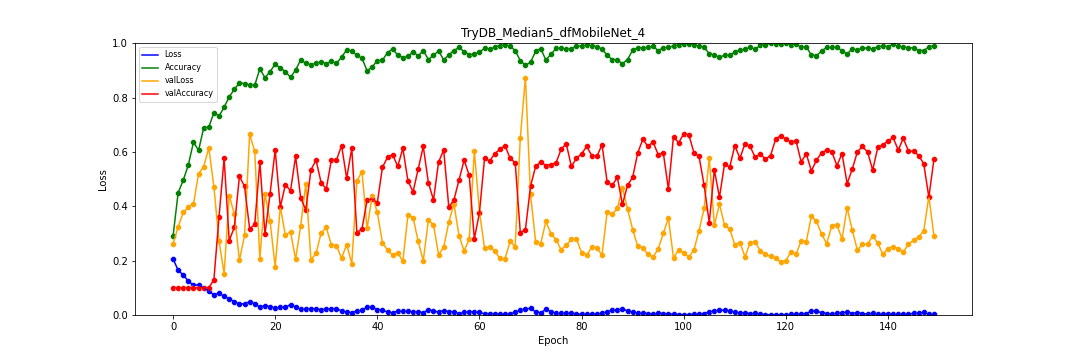 TryDB_Median5_dfMobileNet_4
Loss
Accuracy
valLoss
valAccuracy
Loss
1.0
0.8
0.6
0.4
0.2
0.0
0 20 40 60 80 100 120 140
Epoch